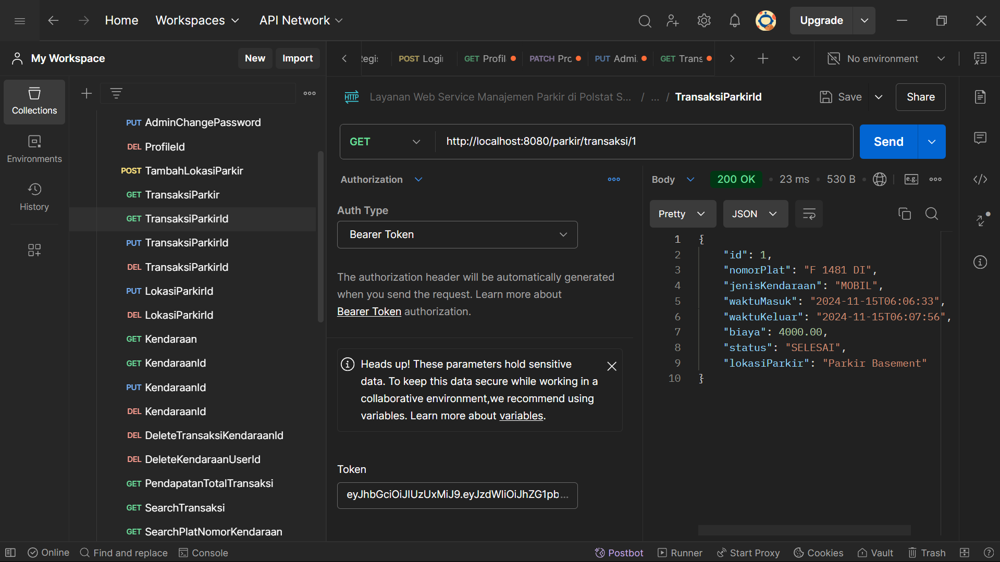 Home
Workspaces
API Network
Upgrade
My Workspace
New
Import
Regi
POST Login
GET Profil
PATCH Pro
PUT Admi
GET Trans
No environment
Collections
Environments
History
PUT AdminChangePassword
DEL ProfileId
POST TambahLokasiParkir
GET TransaksiParkir
GET TransaksiParkirId
PUT TransaksiParkirId
DEL TransaksiParkirId
PUT LokasiParkirId
DEL LokasiParkirId
GET Kendaraan
GET KendaraanId
PUT KendaraanId
DEL KendaraanId
DEL DeleteTransaksiKendaraanId
DEL DeleteKendaraanUserId
GET PendapatanTotalTransaksi
GET SearchTransaksi
GET SearchPlatNomorKendaraan
HTTP Layanan Web Service Manajemen Parkir di Polstat S... / ... / TransaksiParkirId
Save
Share
GET http://localhost:8080/parkir/transaksi/1
Send
Authorization
Auth Type
Bearer Token
The authorization header will be automatically generated
when you send the request. Learn more about
Bearer Token authorization.
Heads up! These parameters hold sensitive
data. To keep this data secure while working in a
collaborative environment,we recommend using
variables. Learn more about variables.
Token
eyJhbGciOiJIUzUxMiJ9.eyJzdWIiOiJhZG1pb...
Body 200 OK • 23 ms • 530 B • e.g.
Pretty JSON
1 {
2 "id": 1,
3 "nomorPlat": "F 1481 DI",
4 "jenisKendaraan": "MOBIL",
5 "waktuMasuk": "2024-11-15T06:06:33",
6 "waktuKeluar": "2024-11-15T06:07:56",
7 "biaya": 4000.00,
8 "status": "SELESAI",
9 "lokasiParkir": "Parkir Basement"
10 }
Online
Find and replace
Console
Postbot
Runner
Start Proxy
Cookies
Vault
Trash